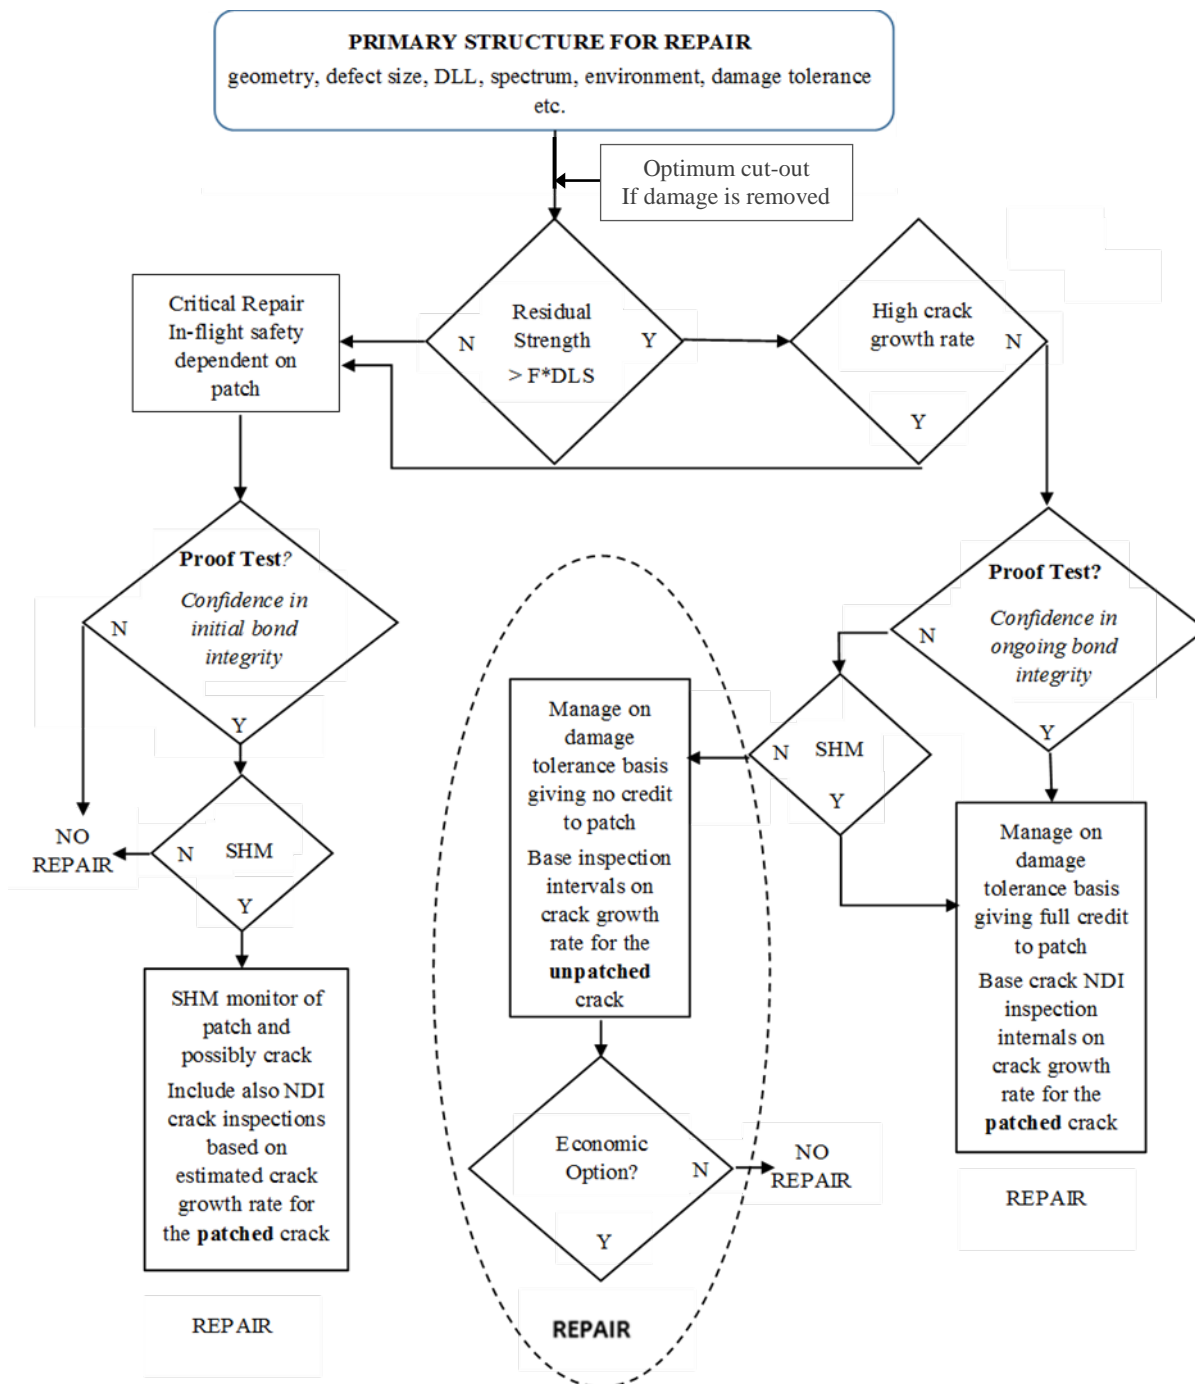 PRIMARY STRUCTURE FOR REPAIR
geometry, defect size, DLL, spectrum, environment, damage tolerance
etc.
Optimum cut-out
If damage is removed
Critical Repair
In-flight safety
dependent on
patch
Residual
Strength
> F*DLS
N
Y
High crack
growth rate
N
Y
Proof Test?
Confidence in
initial bond
integrity
N
Y
NO
REPAIR
SHM
N
Y
SHM monitor of
patch and
possibly crack
Include also NDI
crack inspections
based on
estimated crack
growth rate for
the patched crack
REPAIR
Proof Test?
Confidence in
ongoing bond
integrity
N
Y
SHM
N
Y
Manage on
damage
tolerance basis
giving no credit
to patch
Base inspection
intervals on
crack growth
rate for the
unpatched
crack
Economic
Option?
N
Y
NO
REPAIR
REPAIR
Manage on
damage
tolerance basis
giving full credit
to patch
Base crack NDI
inspection
internals on
crack growth
rate for the
patched crack
REPAIR